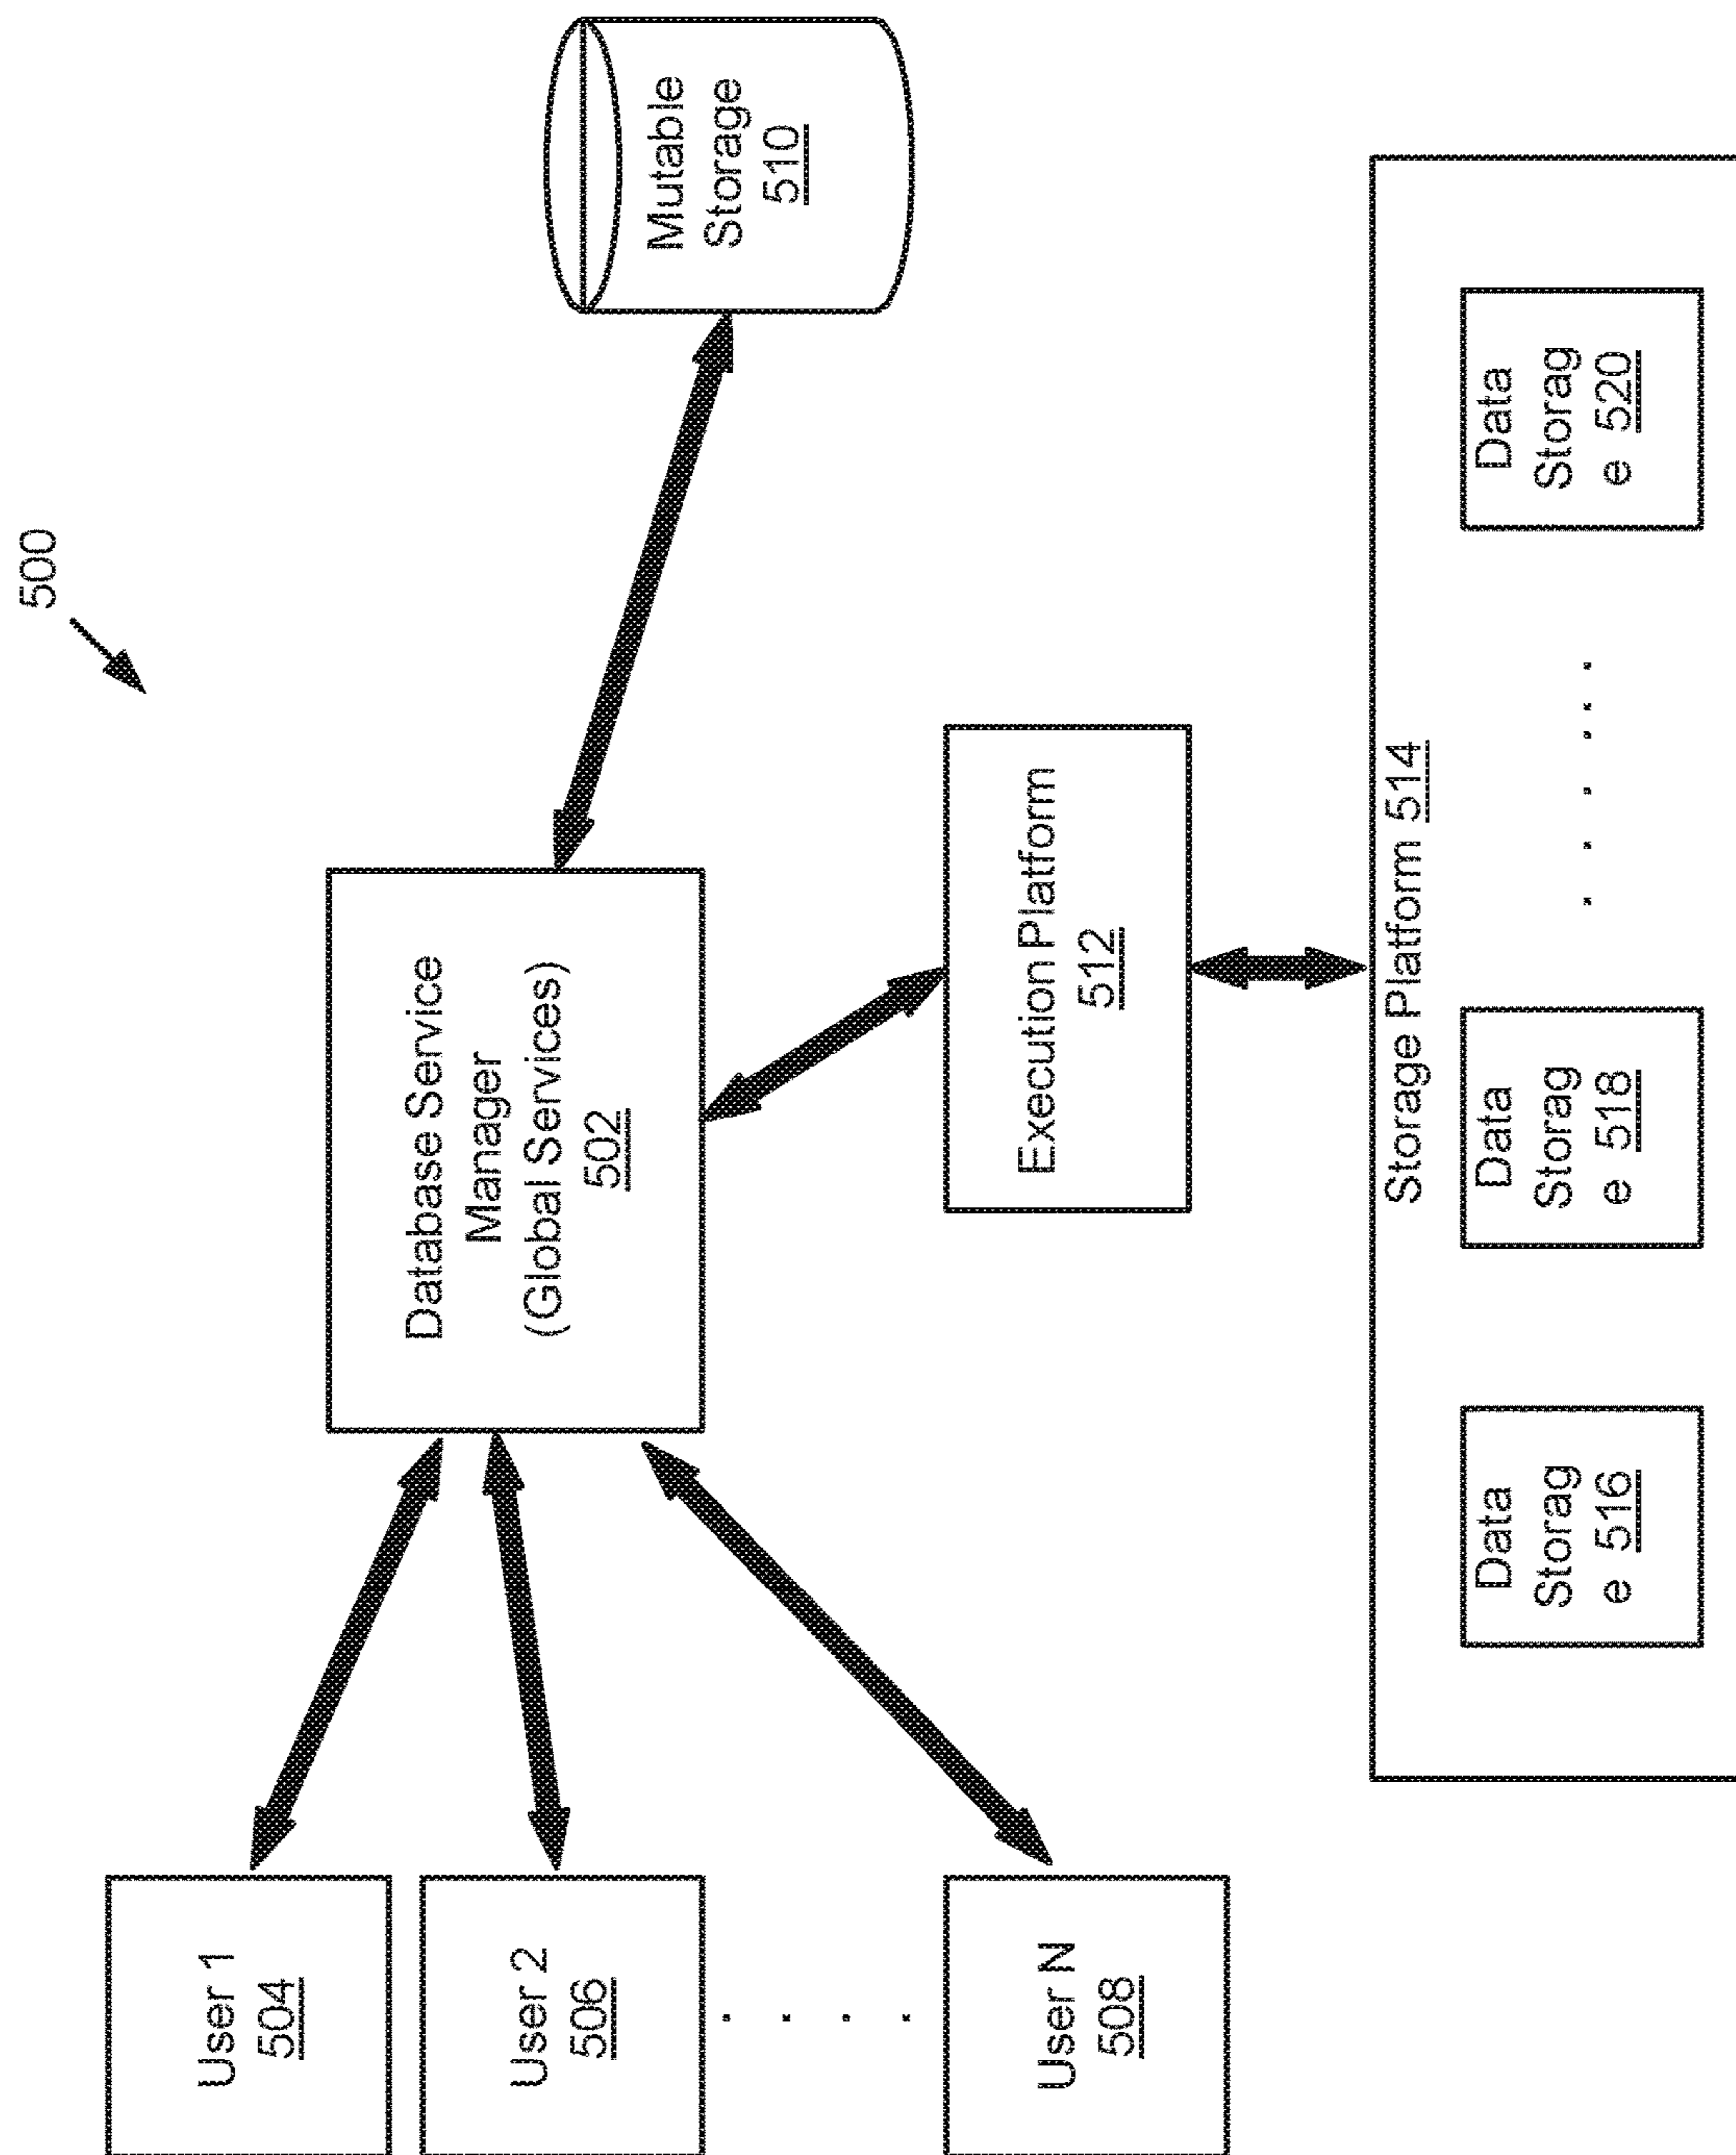 500
User 1
504
User 2
506
User N
508
Database Service
Manager
(Global Services)
502
Mutable
Storage
510
Execution Platform
512
Storage Platform 514
Data
Storag
e 516
Data
Storag
e 518
Data
Storag
e 520